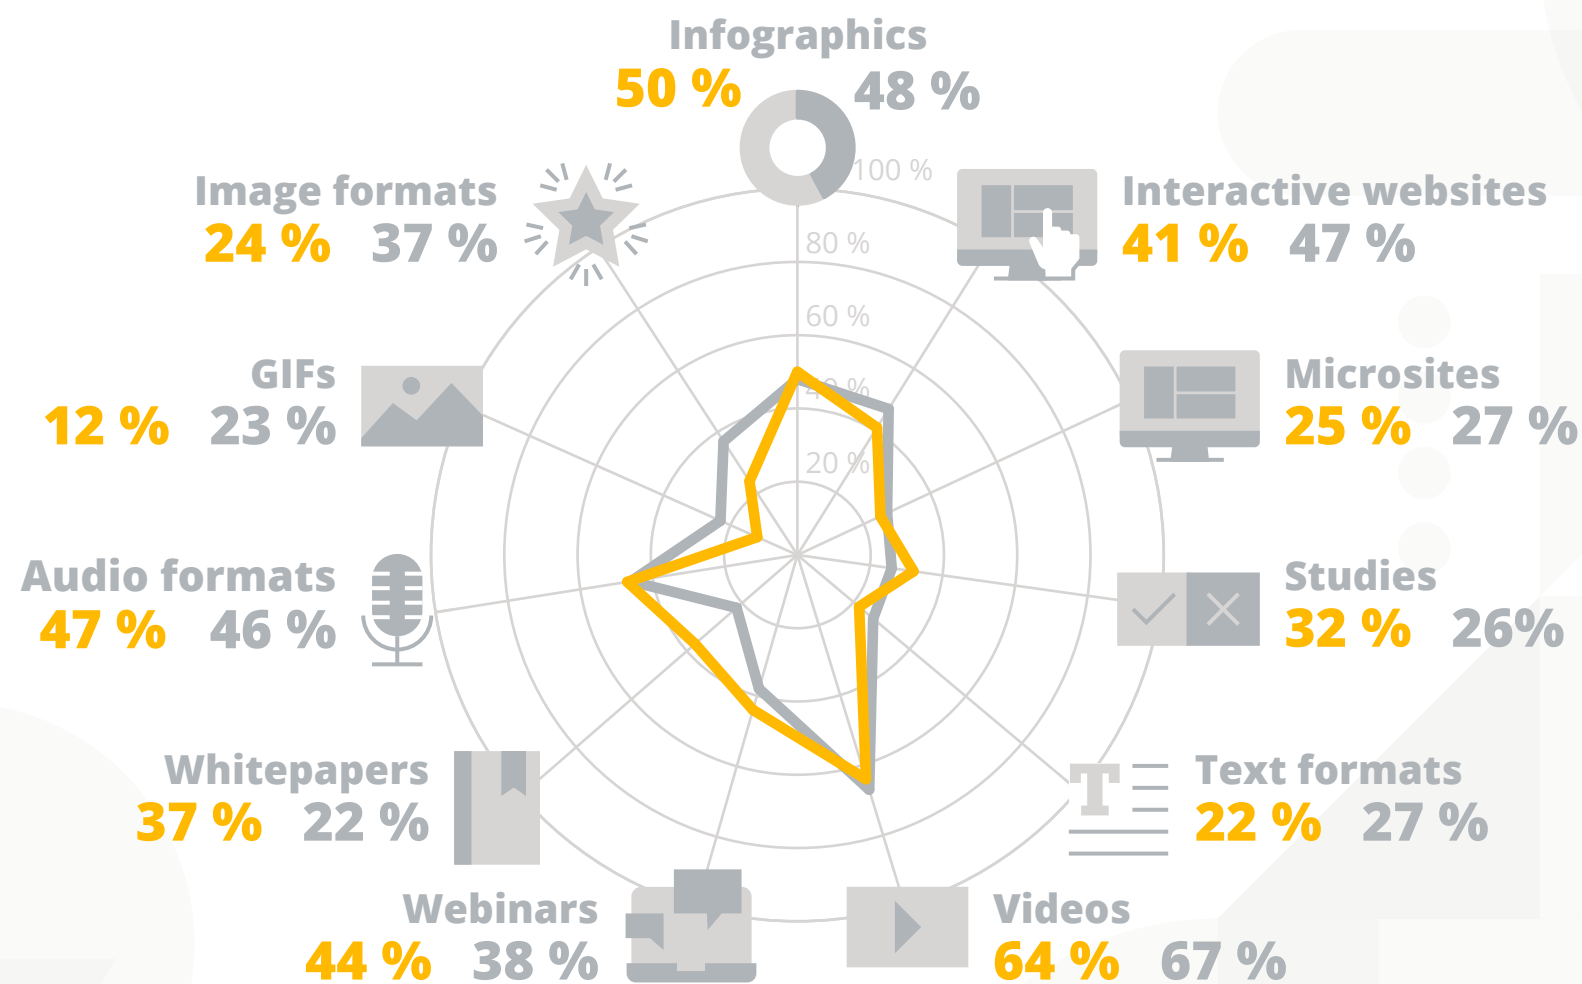 Infographics
50 % 48 %
100 %
80 %
60 %
40 %
20 %
Interactive websites
41 % 47 %
Microsites
25 % 27 %
Studies
32 % 26%
Text formats
22 % 27 %
Videos
64 % 67 %
Webinars
44 % 38 %
Whitepapers
37 % 22 %
Audio formats
47 % 46 %
GIFs
12 % 23 %
Image formats
24 % 37 %
T